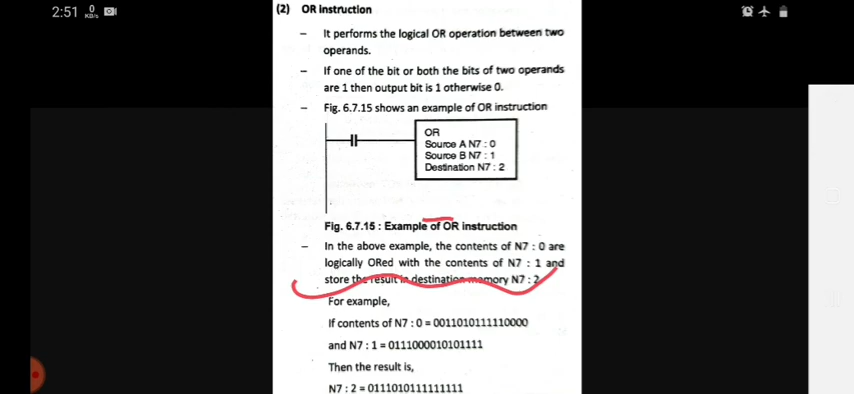 2:51 0 KB/s
(2) OR instruction
– It performs the logical OR operation between two
operands.
– If one of the bit or both the bits of two operands
are 1 then output bit is 1 otherwise 0.
– Fig. 6.7.15 shows an example of OR instruction
OR
Source A N7 : 0
Source B N7 : 1
Destination N7 : 2
Fig. 6.7.15 : Example of OR instruction
– In the above example, the contents of N7 : 0 are
logically ORed with the contents of N7 : 1 and
store the result in destination memory N7 : 2
For example,
If contents of N7 : 0 = 0011010111110000
and N7 : 1 = 0111000010101111
Then the result is,
N7 : 2 = 0111010111111111